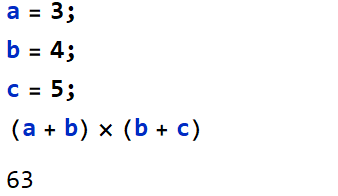 a = 3;
b = 4;
c = 5;
(a + b) × (b + c)
63